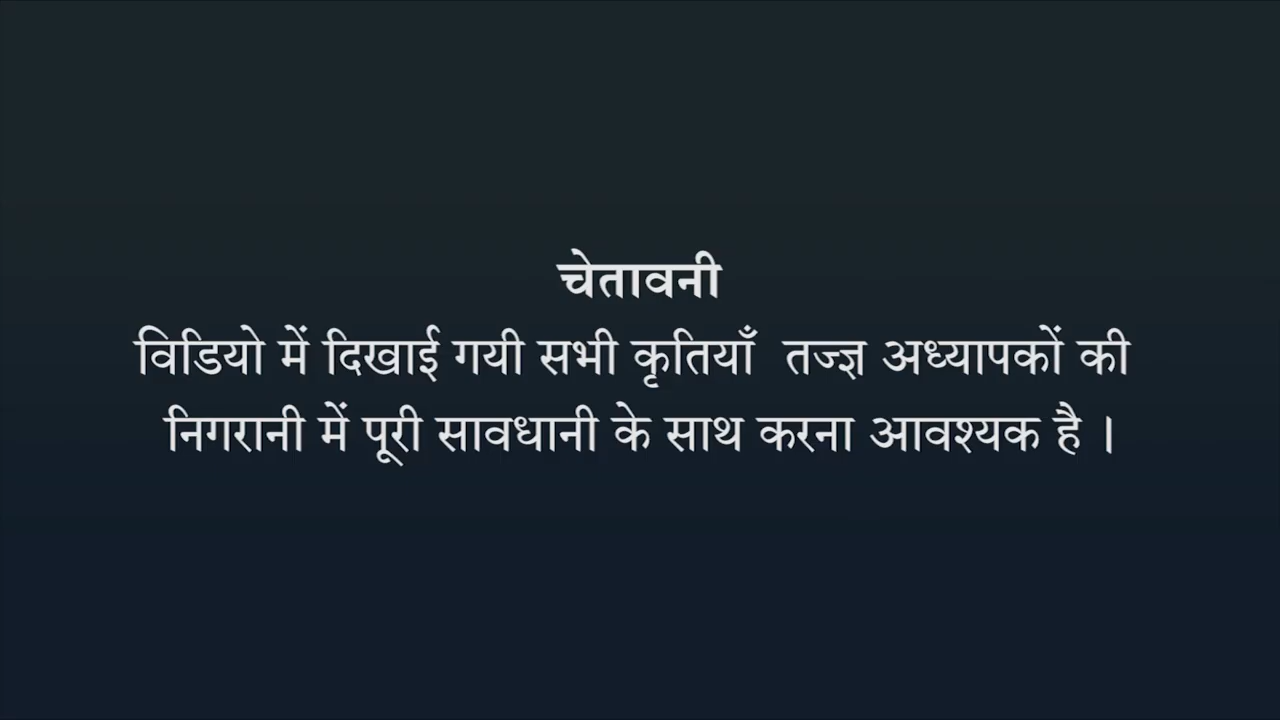 चेतावनी
विडियो में दिखाई गयी सभी कृतियाँ तज्ज्ञ अध्यापकों की
निगरानी में पूरी सावधानी के साथ करना आवश्यक है ।